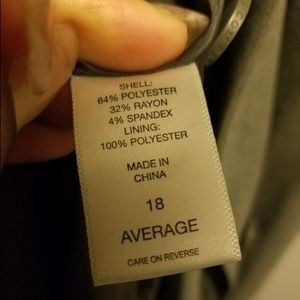 SHELL:
64% POLYESTER
32% RAYON
4% SPANDEX
LINING:
100% POLYESTER
MADE IN
CHINA
18
AVERAGE
CARE ON REVERSE